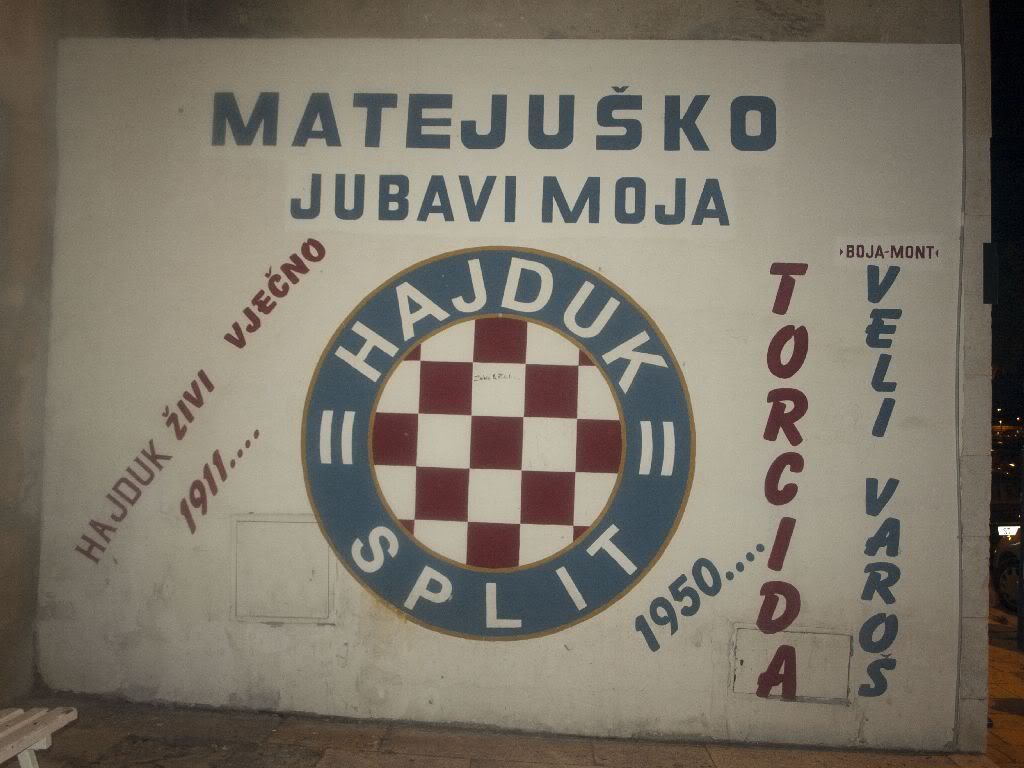 MATEJUŠKO
JUBAVI MOJA
HAJDUK ŽIVI VJEČNO
1911....
HAJDUK
SPLIT
1950....
TORCIDA
BOJA-MONT
VELI VAROŠ